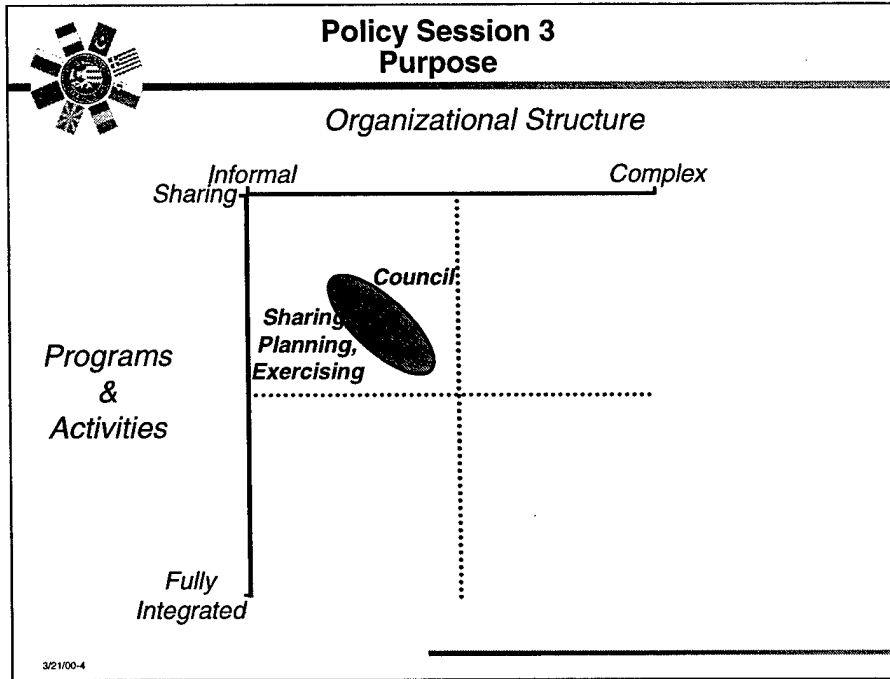 Policy Session 3
Purpose
Organizational Structure
Informal
Complex
Sharing
Council
Sharing
Planning,
Exercising
Programs
&
Activities
Fully
Integrated
3/21/00-4